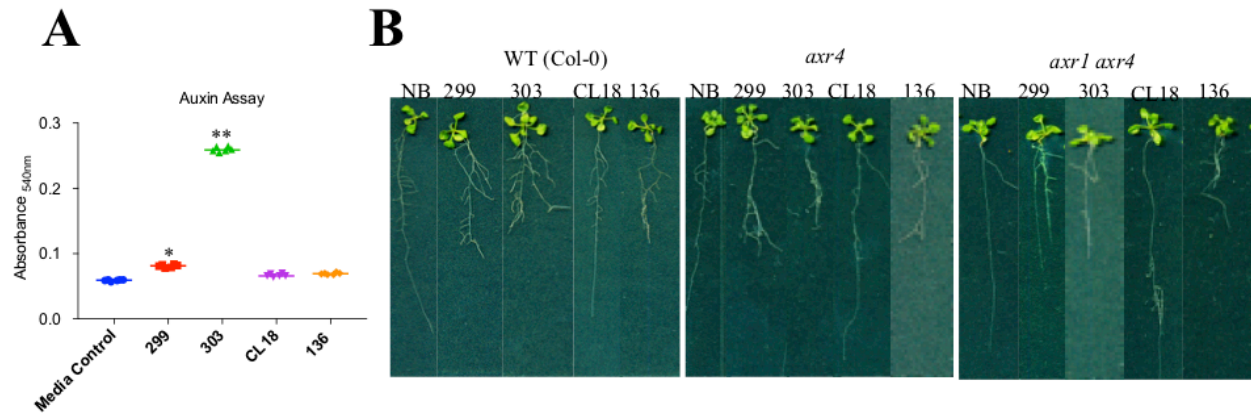 A
Auxin Assay
Absorbance 540nm
0.3
0.2
0.1
0.0
*
**
Media Control
299
303
CL 18
136
B
WT (Col-0)
NB 299 303 CL18 136
axr4
NB 299 303 CL18 136
axr1 axr4
NB 299 303 CL18 136